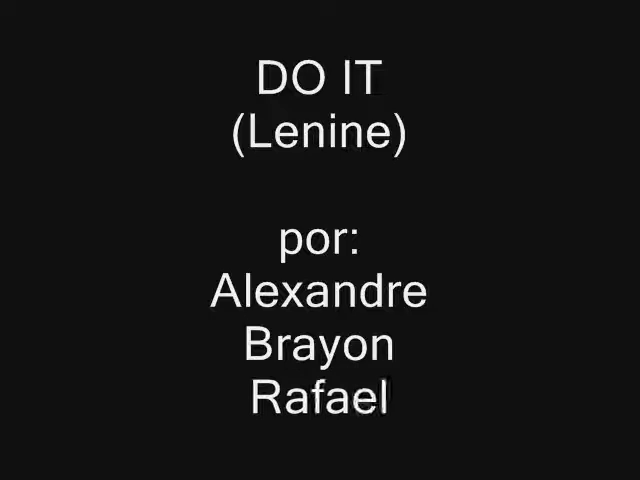 DO IT
(Lenine)
por:
Alexandre
Brayon
Rafael